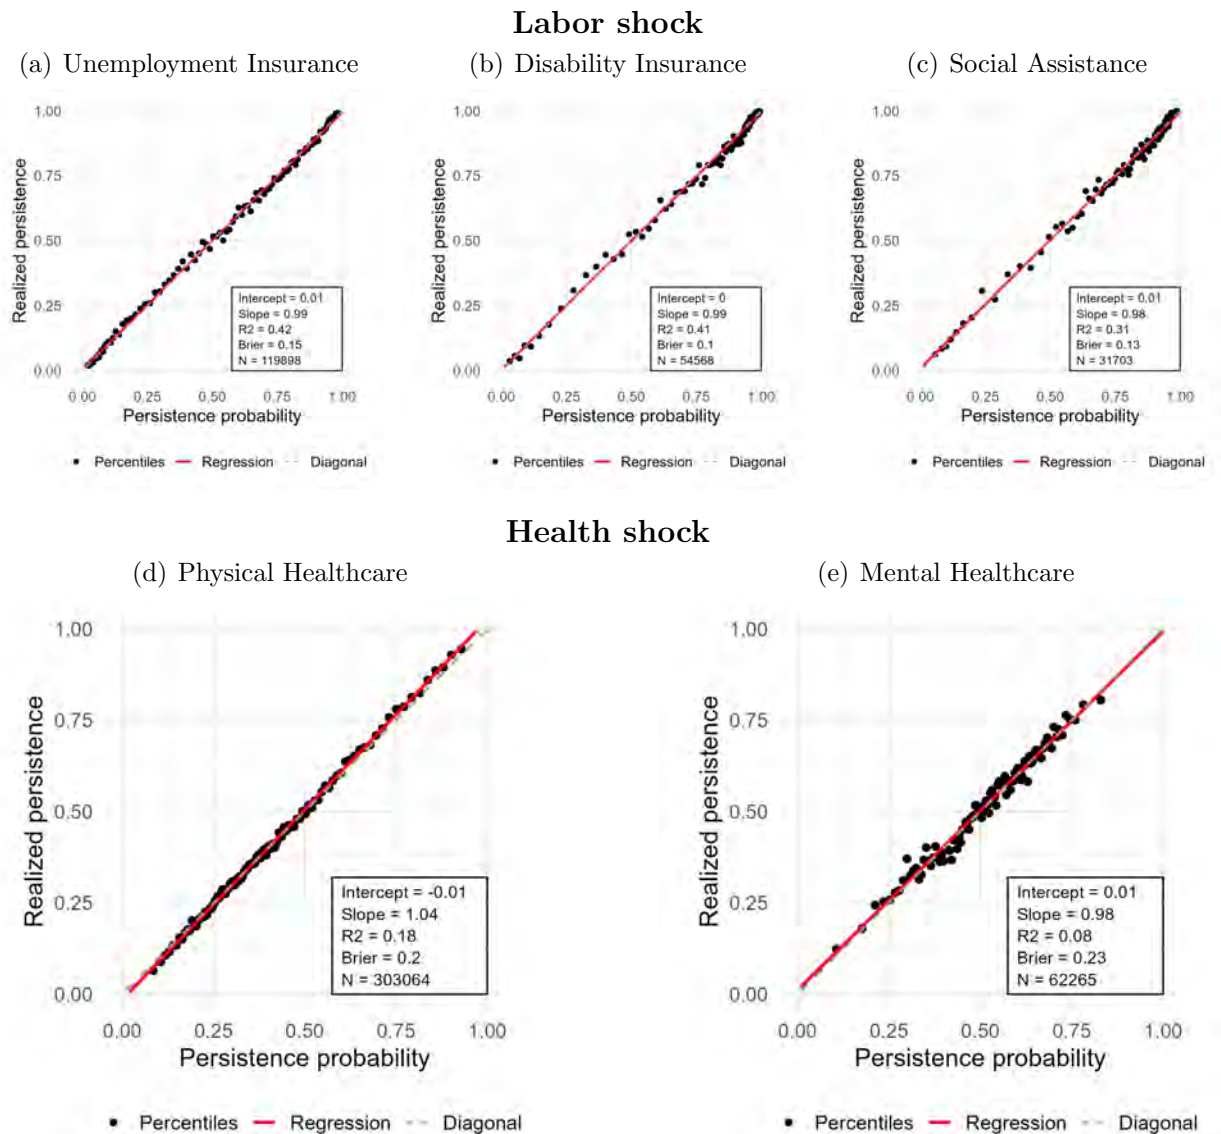 Labor shock
(a) Unemployment Insurance
(b) Disability Insurance
(c) Social Assistance
1.00
0.75
0.50
0.25
0.00
Realized persistence
Intercept = 0.01
Slope = 0.99
R2 = 0.42
Brier = 0.15
N = 119898
0.00 0.25 0.50 0.75 1.00
Persistence probability
Percentiles Regression Diagonal
1.00
0.75
0.50
0.25
0.00
Realized persistence
Intercept = 0
Slope = 0.99
R2 = 0.41
Brier = 0.1
N = 54568
0.00 0.25 0.50 0.75 1.00
Persistence probability
Percentiles Regression Diagonal
1.00
0.75
0.50
0.25
0.00
Realized persistence
Intercept = 0.01
Slope = 0.98
R2 = 0.31
Brier = 0.13
N = 31703
0.00 0.25 0.50 0.75 1.00
Persistence probability
Percentiles Regression Diagonal
Health shock
(d) Physical Healthcare
(e) Mental Healthcare
1.00
0.75
0.50
0.25
0.00
Realized persistence
Intercept = -0.01
Slope = 1.04
R2 = 0.18
Brier = 0.2
N = 303064
0.00 0.25 0.50 0.75 1.00
Persistence probability
Percentiles Regression Diagonal
1.00
0.75
0.50
0.25
0.00
Realized persistence
Intercept = 0.01
Slope = 0.98
R2 = 0.08
Brier = 0.23
N = 62265
0.00 0.25 0.50 0.75 1.00
Persistence probability
Percentiles Regression Diagonal